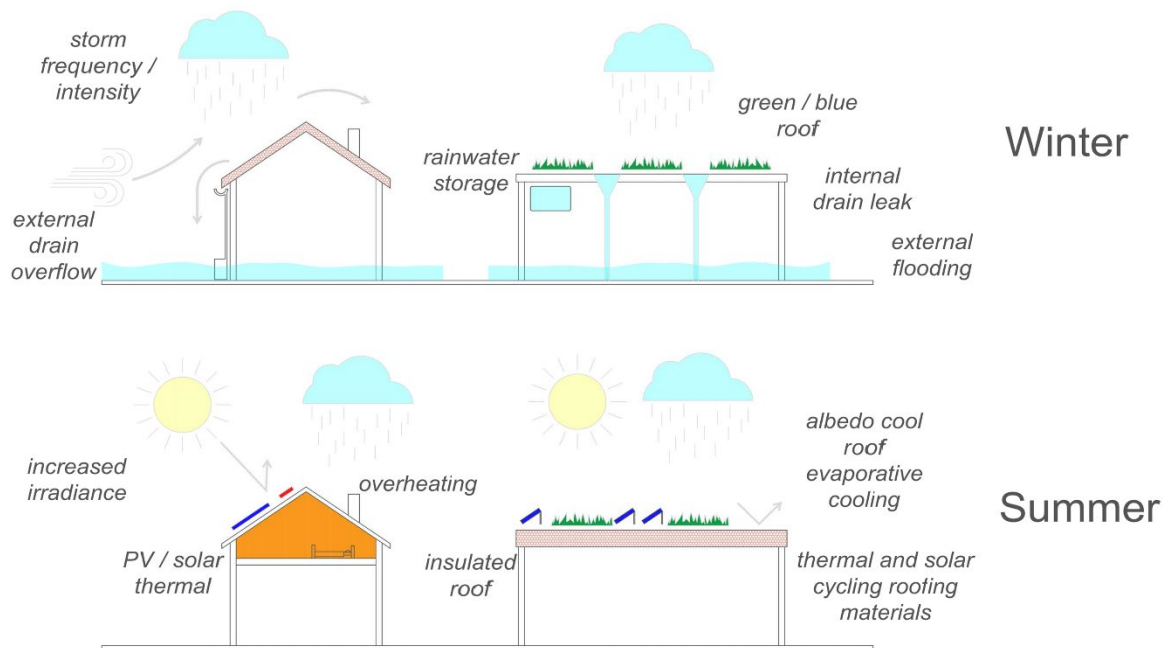 storm
frequency /
intensity
green / blue
roof
Winter
rainwater
storage
internal
drain leak
external
drain
overflow
external
flooding
increased
irradiance
overheating
albedo cool
roof
evaporative
cooling
Summer
PV / solar
thermal
insulated
roof
thermal and solar
cycling roofing
materials